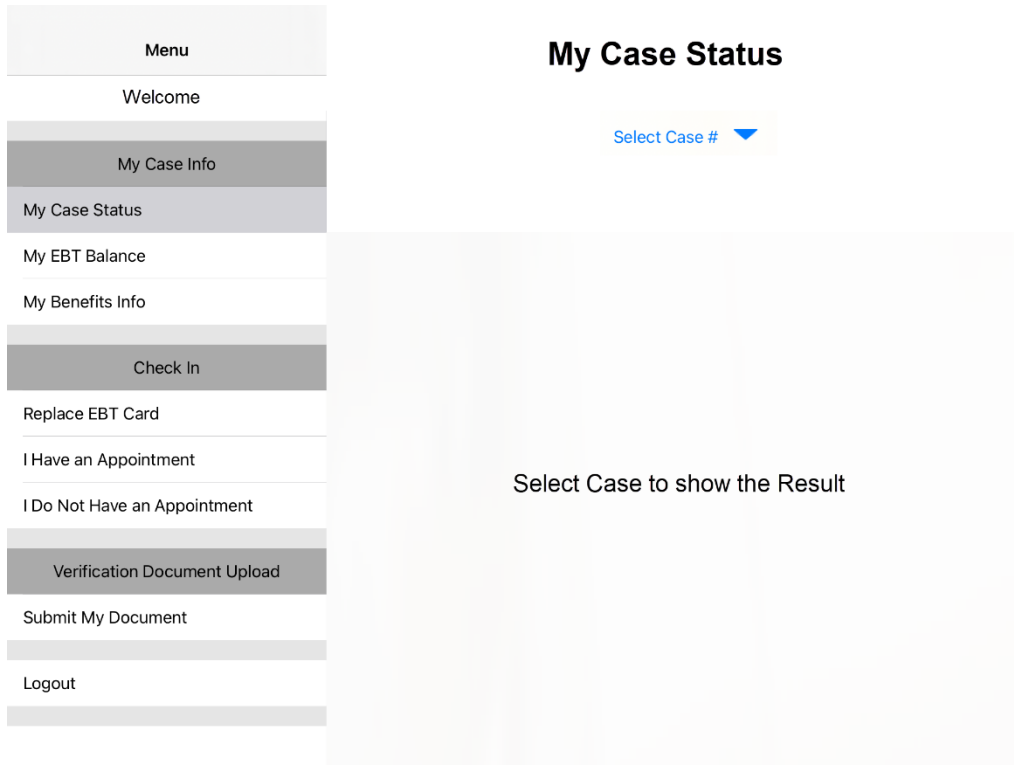 Menu
Welcome
My Case Info
My Case Status
My EBT Balance
My Benefits Info
Check In
Replace EBT Card
I Have an Appointment
I Do Not Have an Appointment
Verification Document Upload
Submit My Document
Logout
My Case Status
Select Case #
Select Case to show the Result